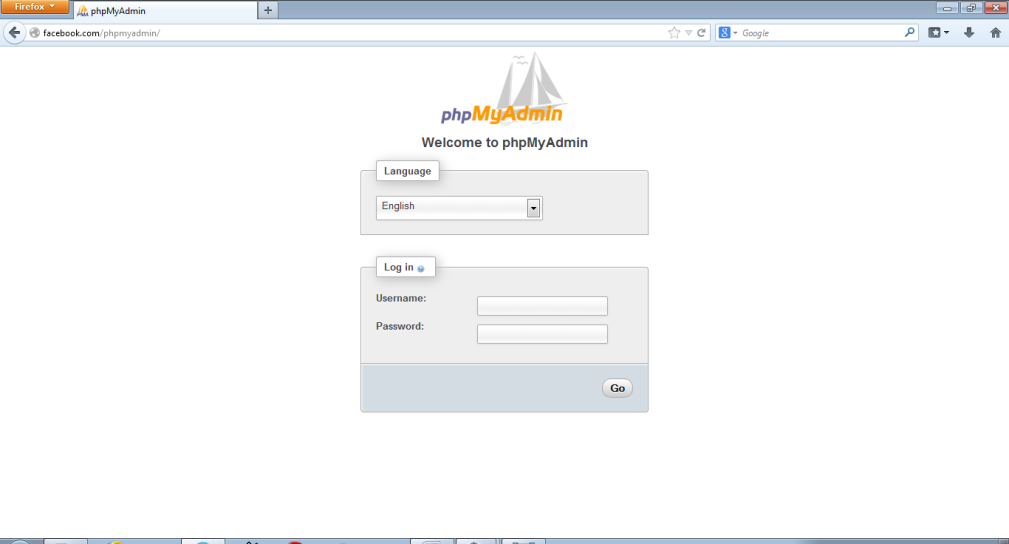 Firefox
phpMyAdmin
facebook.com/phpmyadmin/
Google
phpMyAdmin
Welcome to phpMyAdmin
Language
English
Log in
Username:
Password:
Go